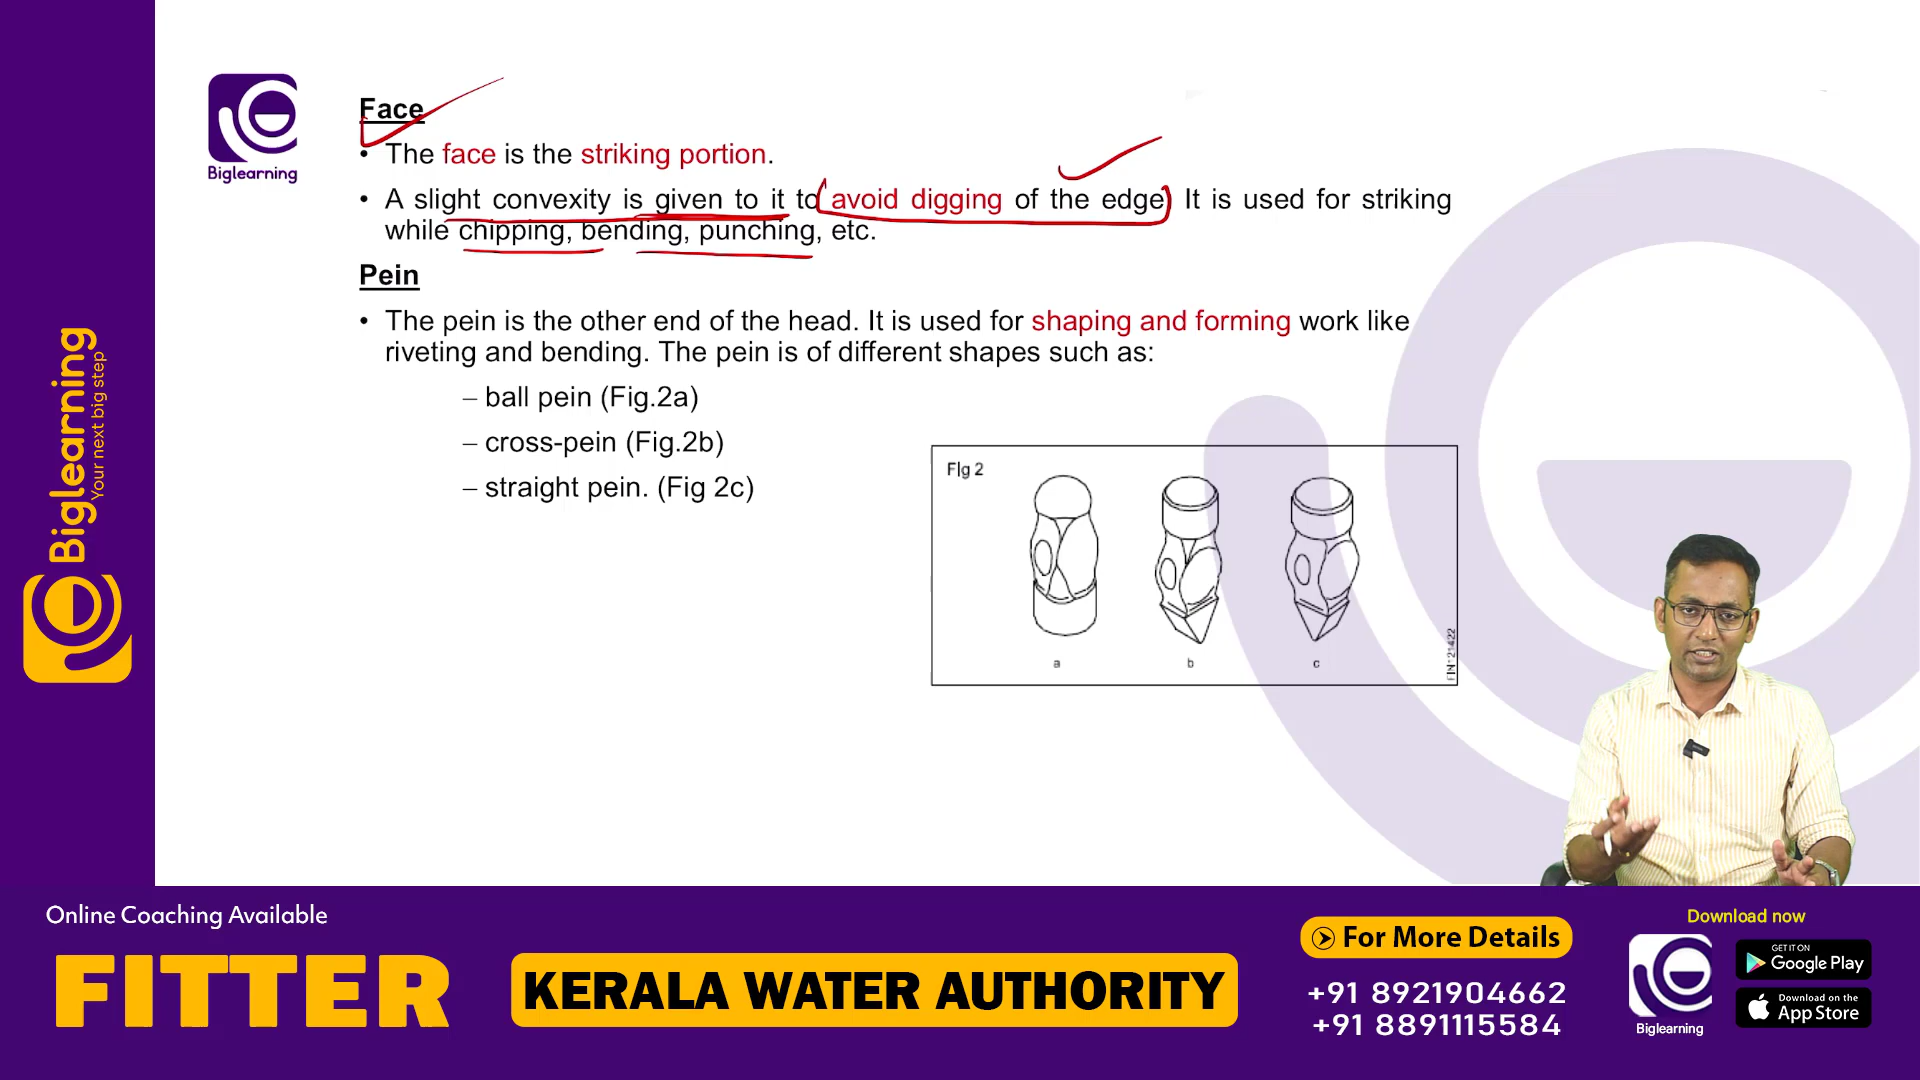 Biglearning
Face
• The face is the striking portion.
• A slight convexity is given to it to avoid digging of the edge. It is used for striking
while chipping, bending, punching, etc.
Pein
• The pein is the other end of the head. It is used for shaping and forming work like
riveting and bending. The pein is of different shapes such as:
– ball pein (Fig.2a)
– cross-pein (Fig.2b)
– straight pein. (Fig 2c)
Fig 2
a
b
c
Biglearning
Your next big step
Online Coaching Available
FITTER
KERALA WATER AUTHORITY
For More Details
+91 8921904662
+91 8891115584
Download now
Biglearning
GET IT ON
Google Play
Download on the
App Store